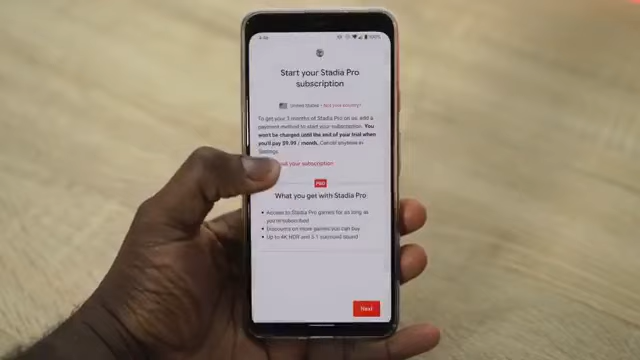 Start your Stadia Pro
subscription
United States • Not your country?
To get your 3 months of Stadia Pro on us, add a
payment method to start your subscription. You
won't be charged until the end of your trial when
you'll pay $9.99 / month. Cancel anytime in
Settings.
your subscription
PRO
What you get with Stadia Pro
• Access to Stadia Pro games for as long as
you're subscribed
• Discounts on more games you can buy
• Up to 4K HDR and 5.1 surround sound
Next